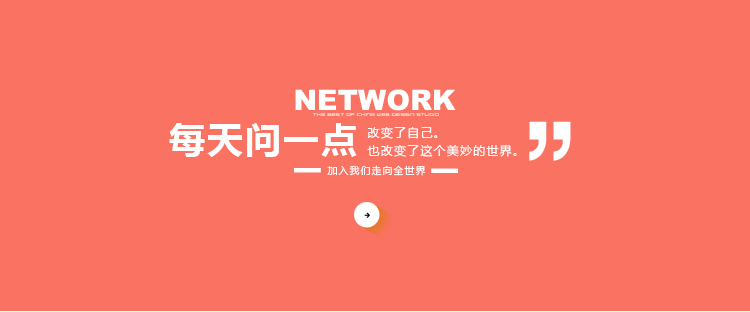 NETWORK
THE BEST OF CHINA WEB DESIGN STUDIO
每天问一点
改变了自己。
也改变了这个美妙的世界。
加入我们走向全世界